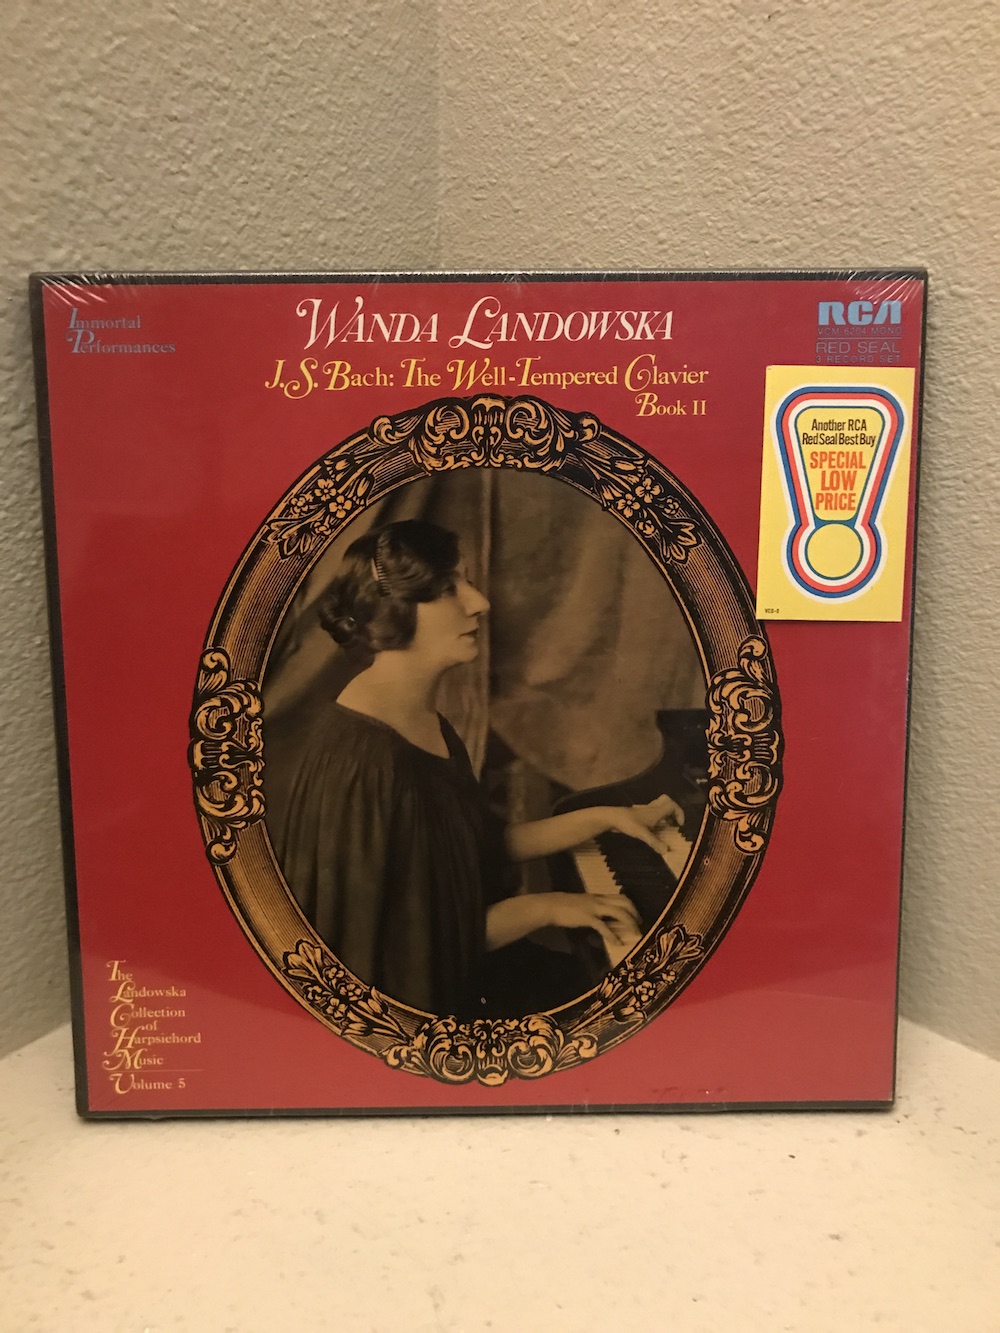 Immortal
Performances
WANDA LANDOWSKA
J.S. Bach: The Well-Tempered Clavier
Book II
RCA
VCM-6204 MONO
RED SEAL
3 RECORD SET
Another RCA
Red Seal Best Buy
SPECIAL
LOW
PRICE
The
Landowska
Collection
of
Harpsichord
Music
Volume 5